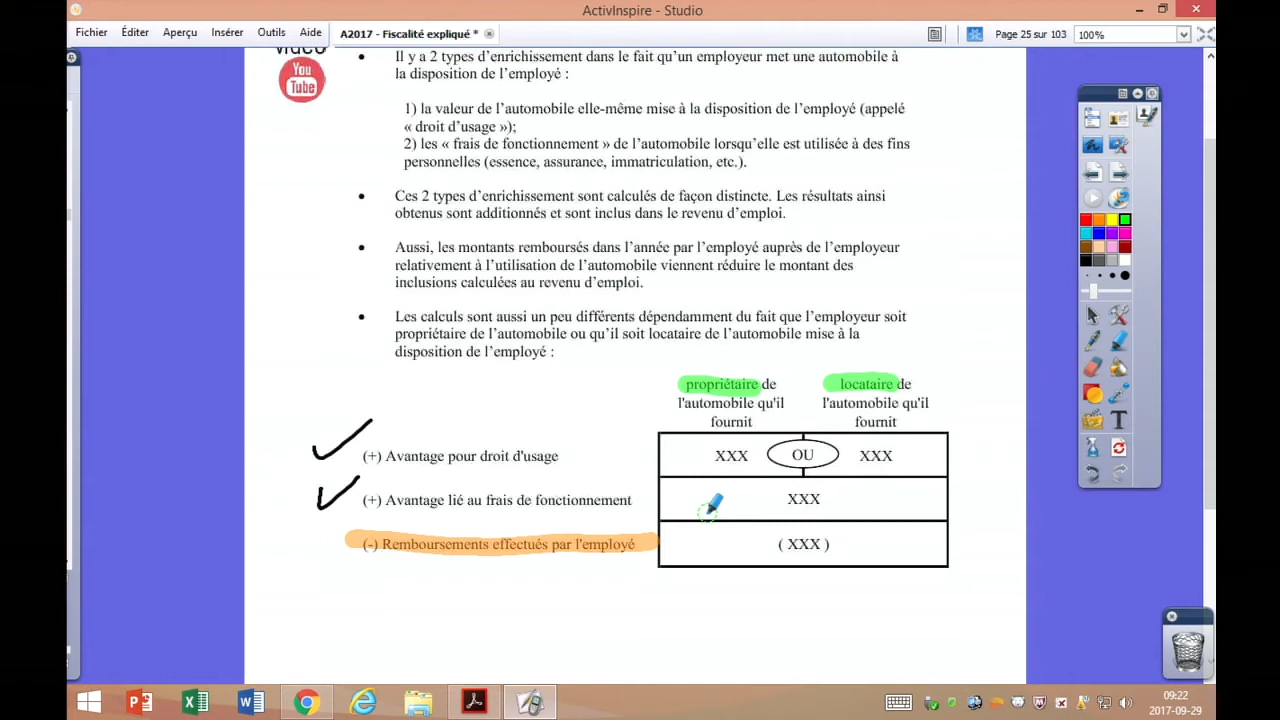 ActivInspire - Studio
Fichier Éditer Aperçu Insérer Outils Aide A2017 - Fiscalité expliqué * Page 25 sur 103 100%
You
Tube
• Il y a 2 types d'enrichissement dans le fait qu'un employeur met une automobile à
la disposition de l'employé :
1) la valeur de l'automobile elle-même mise à la disposition de l'employé (appelé
« droit d'usage »);
2) les « frais de fonctionnement » de l'automobile lorsqu'elle est utilisée à des fins
personnelles (essence, assurance, immatriculation, etc.).
• Ces 2 types d'enrichissement sont calculés de façon distincte. Les résultats ainsi
obtenus sont additionnés et sont inclus dans le revenu d'emploi.
• Aussi, les montants remboursés dans l'année par l'employé auprès de l'employeur
relativement à l'utilisation de l'automobile viennent réduire le montant des
inclusions calculées au revenu d'emploi.
• Les calculs sont aussi un peu différents dépendamment du fait que l'employeur soit
propriétaire de l'automobile ou qu'il soit locataire de l'automobile mise à la
disposition de l'employé :
propriétaire de locataire de
l'automobile qu'il l'automobile qu'il
fournit fournit
(+) Avantage pour droit d'usage XXX OU XXX
(+) Avantage lié au frais de fonctionnement XXX
(-) Remboursements effectués par l'employé ( XXX )
09:22
2017-09-29